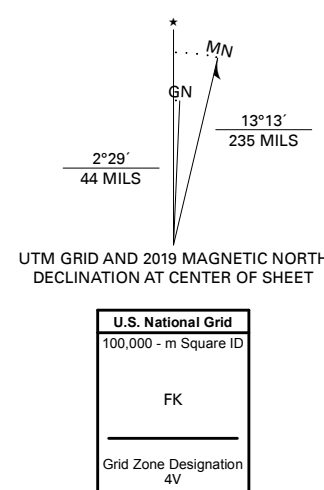 ★
MN
GN
13°13´
235 MILS
2°29´
44 MILS
UTM GRID AND 2019 MAGNETIC NORTH
DECLINATION AT CENTER OF SHEET
U.S. National Grid
100,000 - m Square ID
FK
Grid Zone Designation
4V